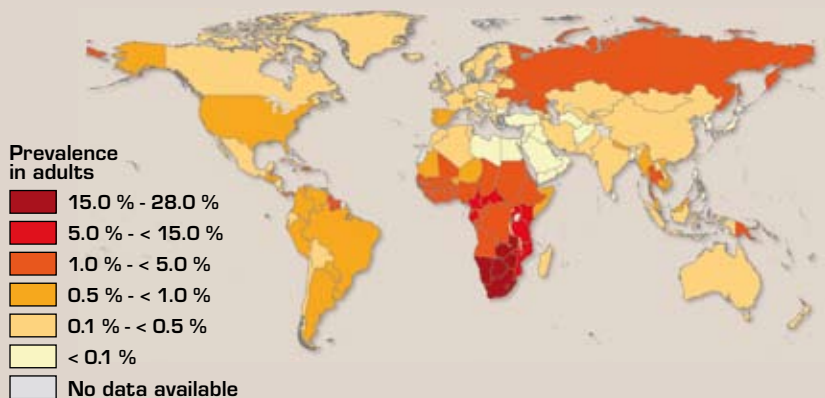 Prevalence
in adults
15.0 % - 28.0 %
5.0 % - < 15.0 %
1.0 % - < 5.0 %
0.5 % - < 1.0 %
0.1 % - < 0.5 %
< 0.1 %
No data available